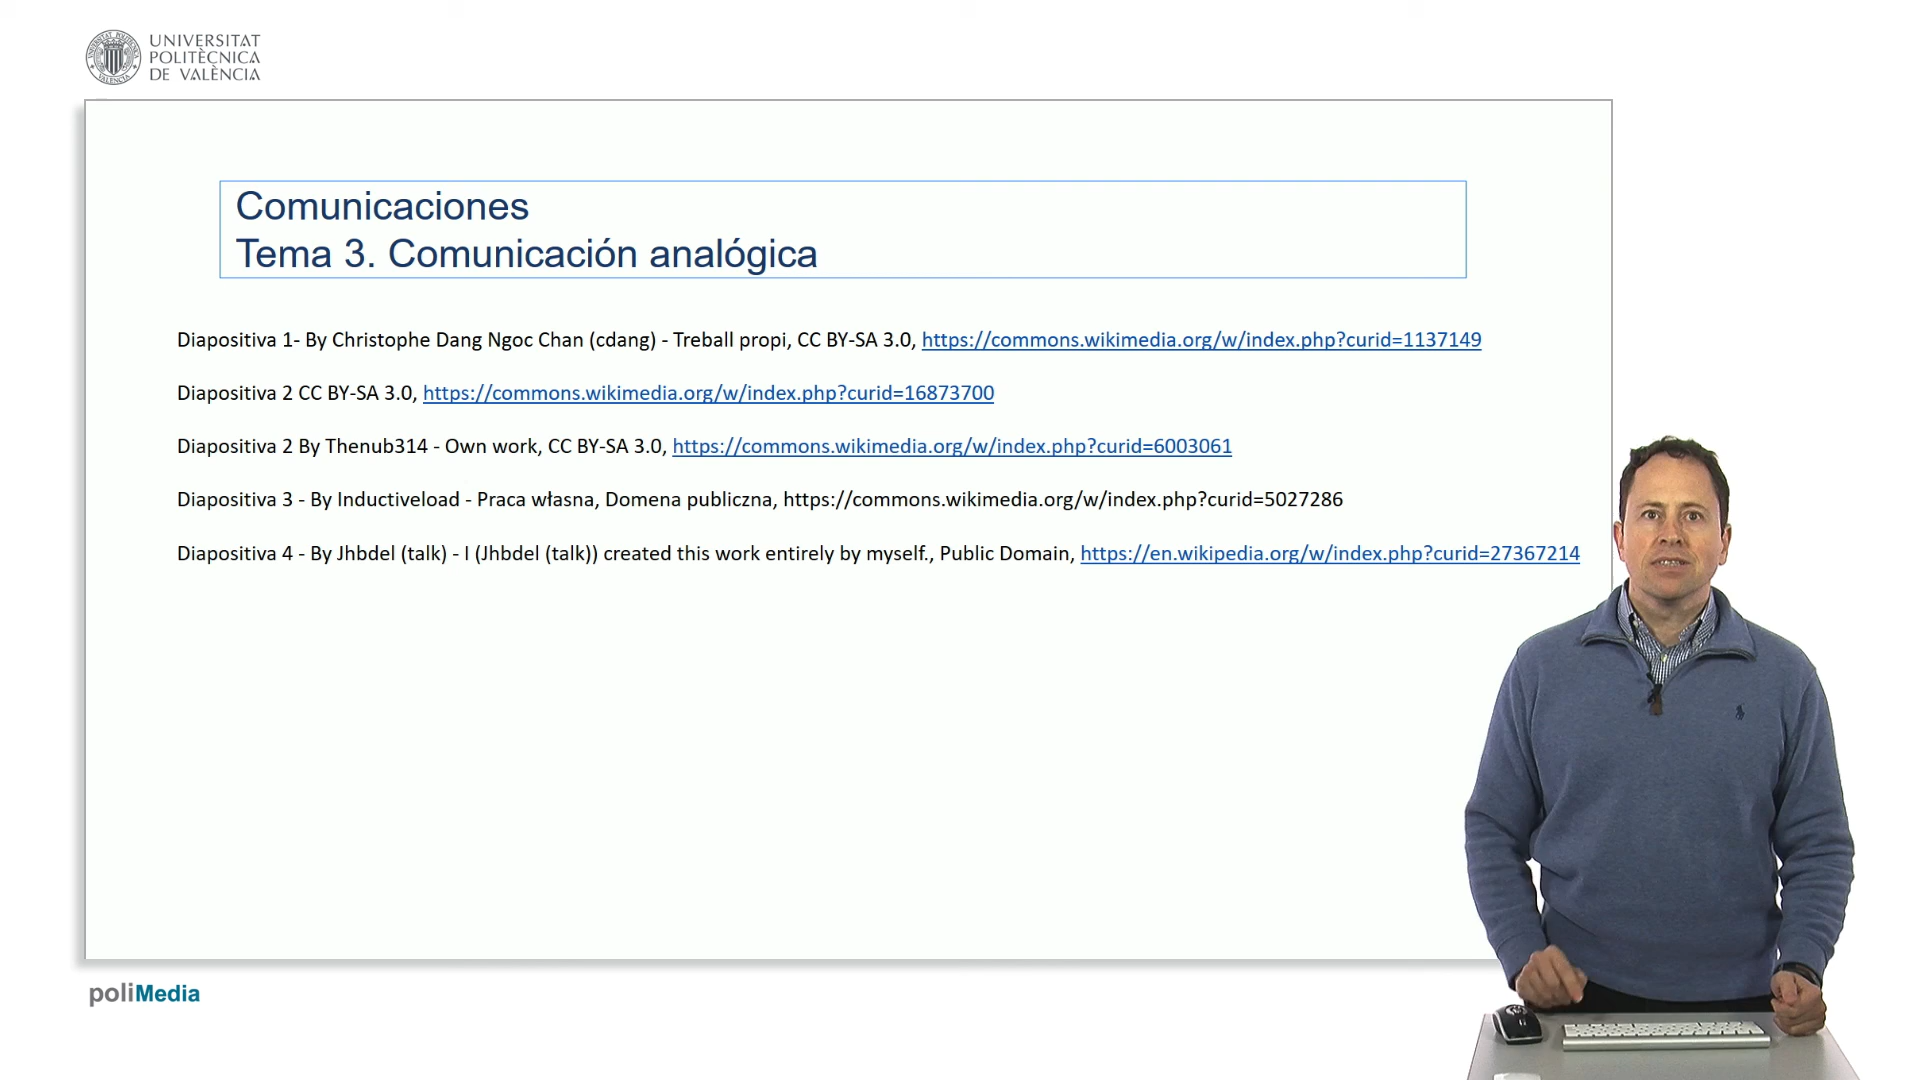 UNIVERSITAT
POLITÈCNICA
DE VALÈNCIA
Comunicaciones
Tema 3. Comunicación analógica
Diapositiva 1- By Christophe Dang Ngoc Chan (cdang) - Treball propi, CC BY-SA 3.0, https://commons.wikimedia.org/w/index.php?curid=1137149
Diapositiva 2 CC BY-SA 3.0, https://commons.wikimedia.org/w/index.php?curid=16873700
Diapositiva 2 By Thenub314 - Own work, CC BY-SA 3.0, https://commons.wikimedia.org/w/index.php?curid=6003061
Diapositiva 3 - By Inductiveload - Praca własna, Domena publiczna, https://commons.wikimedia.org/w/index.php?curid=5027286
Diapositiva 4 - By Jhbdel (talk) - I (Jhbdel (talk)) created this work entirely by myself., Public Domain, https://en.wikipedia.org/w/index.php?curid=27367214
poliMedia